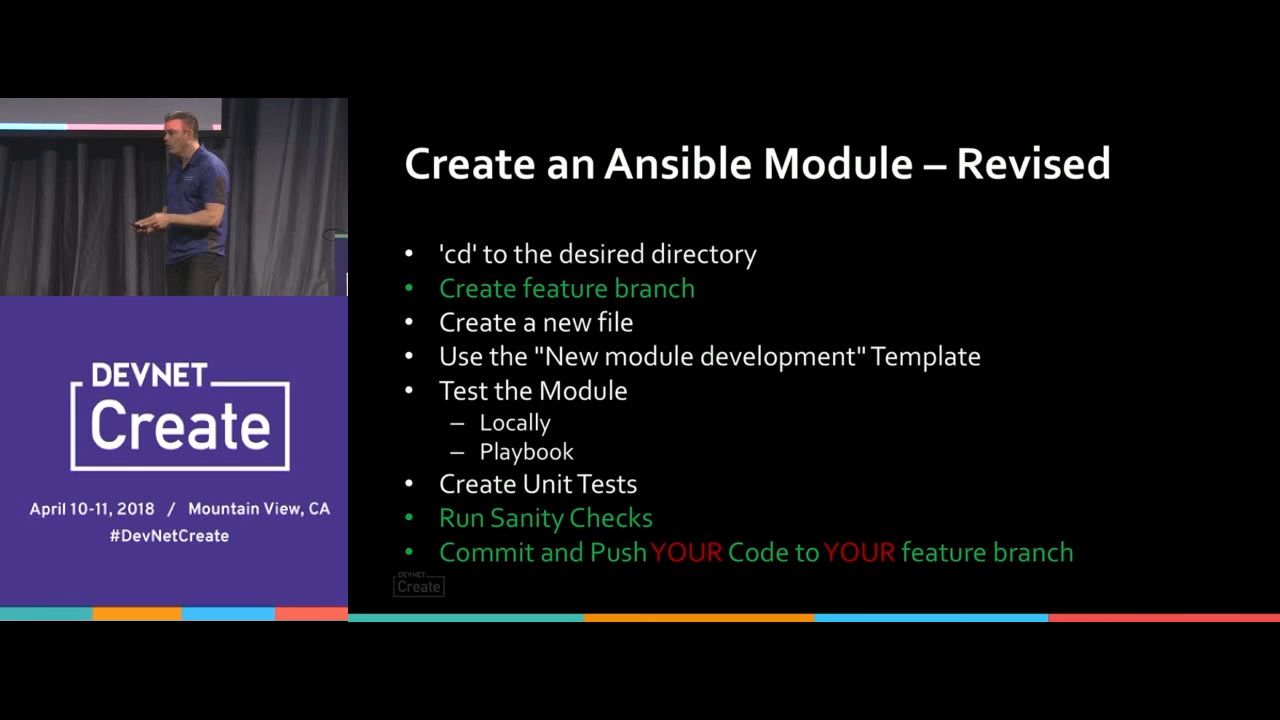 Create an Ansible Module – Revised
• 'cd' to the desired directory
• Create feature branch
• Create a new file
• Use the "New module development" Template
• Test the Module
– Locally
– Playbook
• Create Unit Tests
• Run Sanity Checks
• Commit and Push YOUR Code to YOUR feature branch
DEVNET
Create
DEVNET
Create
April 10-11, 2018 / Mountain View, CA
#DevNetCreate